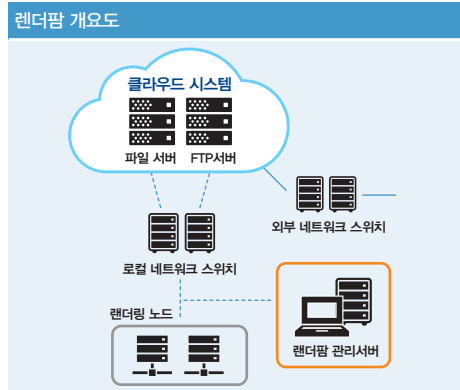 렌더팜 개요도
클라우드 시스템
파일 서버 FTP서버
외부 네트워크 스위치
로컬 네트워크 스위치
랜더링 노드
랜더팜 관리서버